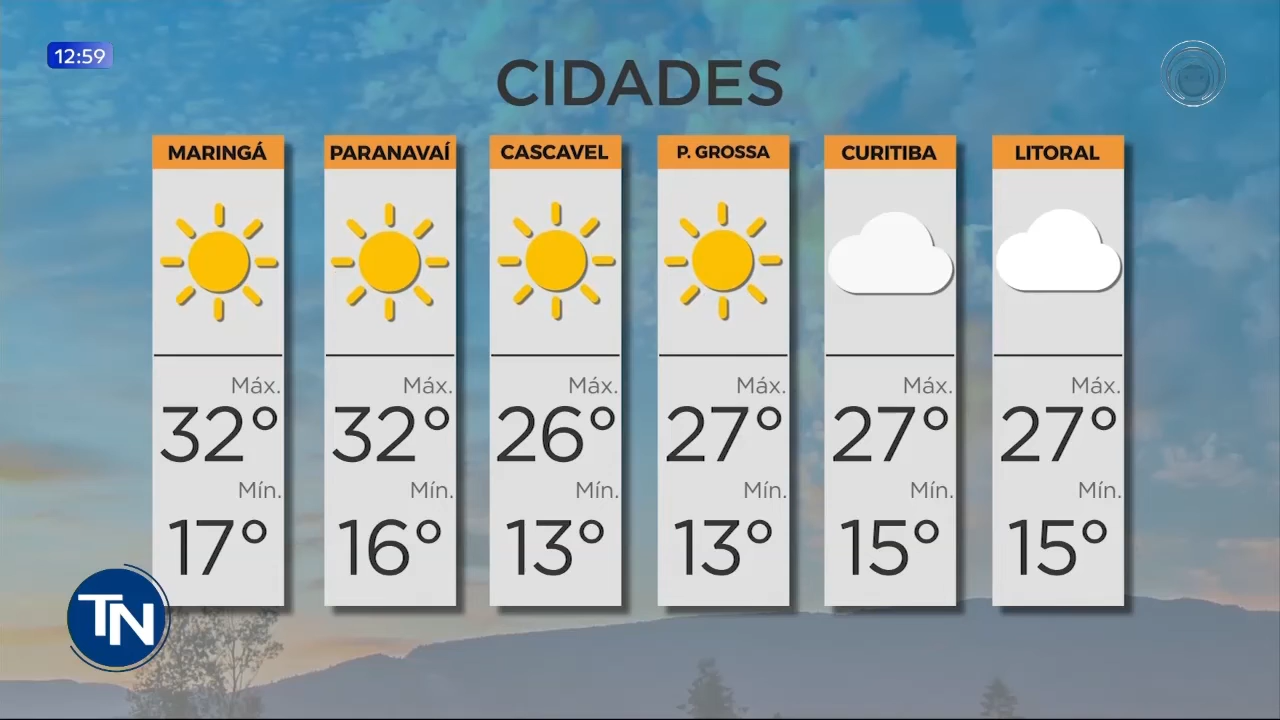 12:59
CIDADES
MARINGÁ
Máx.
32°
Mín.
17°
PARANAVAÍ
Máx.
32°
Mín.
16°
CASCAVEL
Máx.
26°
Mín.
13°
P. GROSSA
Máx.
27°
Mín.
13°
CURITIBA
Máx.
27°
Mín.
15°
LITORAL
Máx.
27°
Mín.
15°
TN